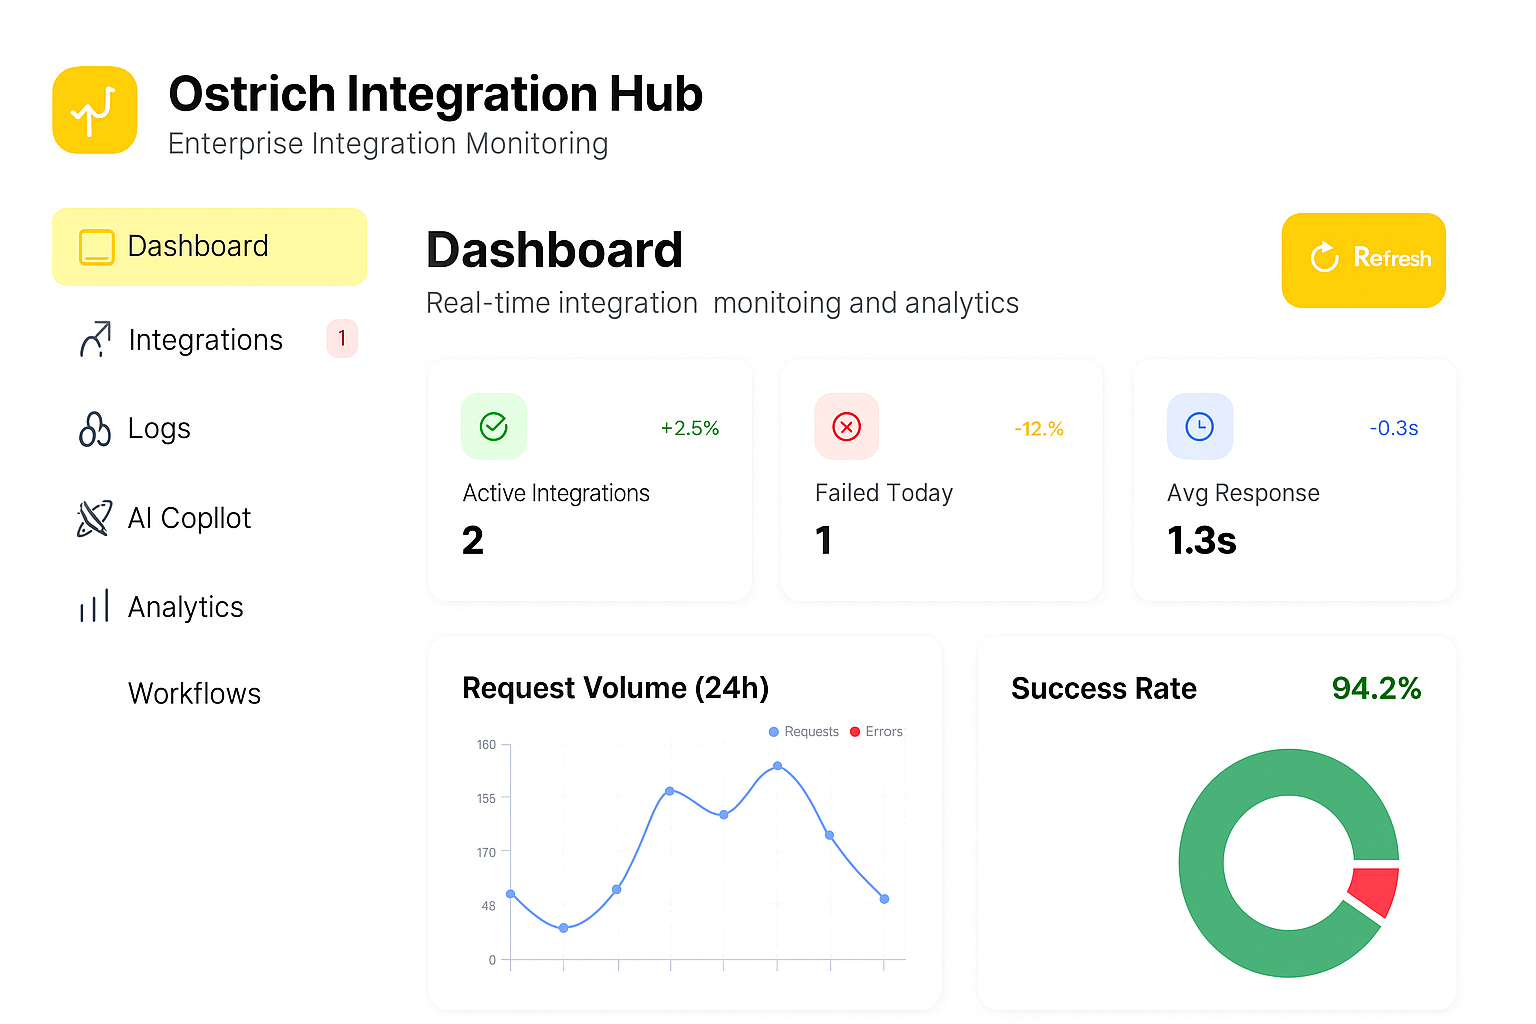 Ostrich Integration Hub
Enterprise Integration Monitoring
Dashboard
Integrations 1
Logs
AI Copllot
Analytics
Workflows
Dashboard
Real-time integration monitoing and analytics
Refresh
+2.5%
Active Integrations
2
-12.%
Failed Today
1
-0.3s
Avg Response
1.3s
Request Volume (24h)
Requests Errors
160
155
170
48
0
Success Rate 94.2%